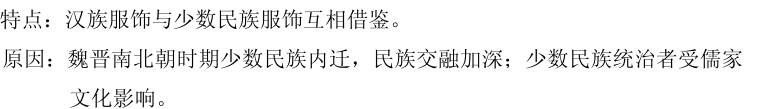 特点：汉族服饰与少数民族服饰互相借鉴。
原因：魏晋南北朝时期少数民族内迁，民族交融加深；少数民族统治者受儒家
文化影响。